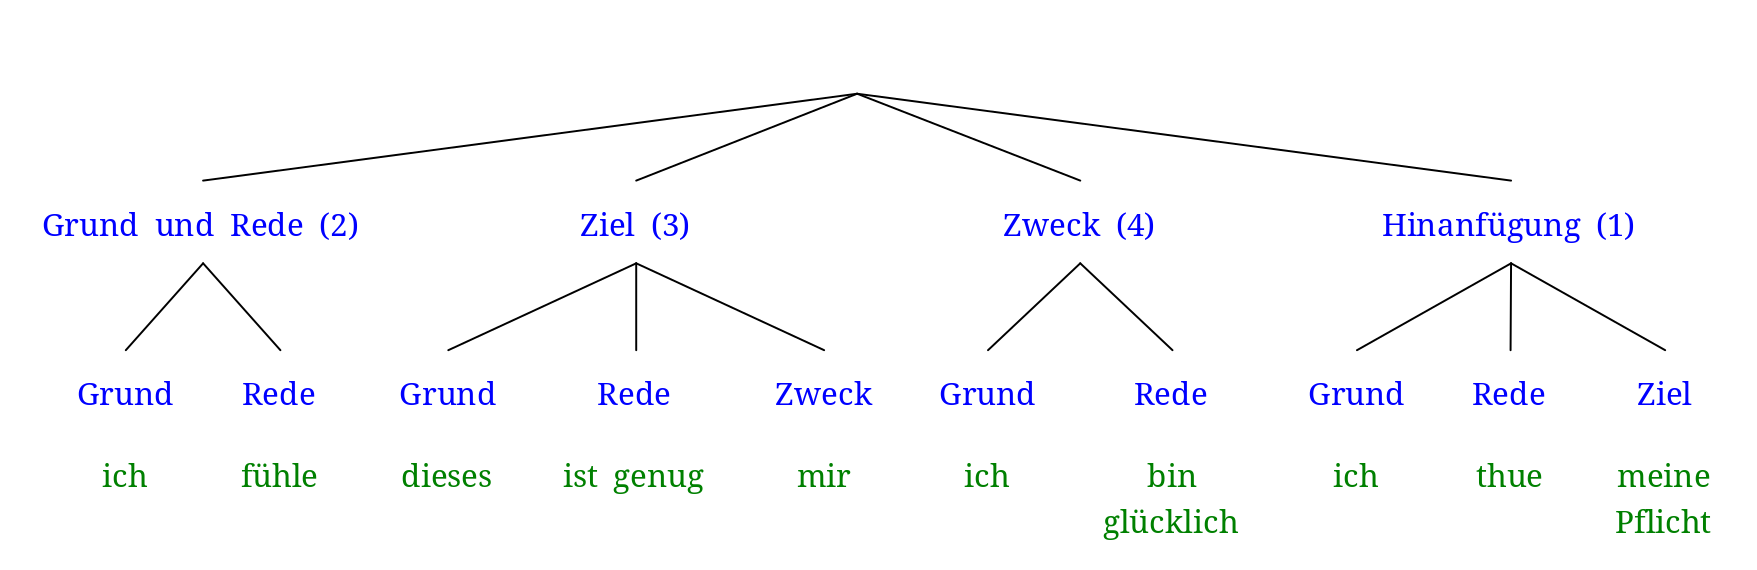 Grund und Rede (2) Ziel (3) Zweck (4) Hinanfügung (1)
Grund Rede Grund Rede Zweck Grund Rede Grund Rede Ziel
ich fühle dieses ist genug mir ich bin ich thue meine
glücklich Pflicht